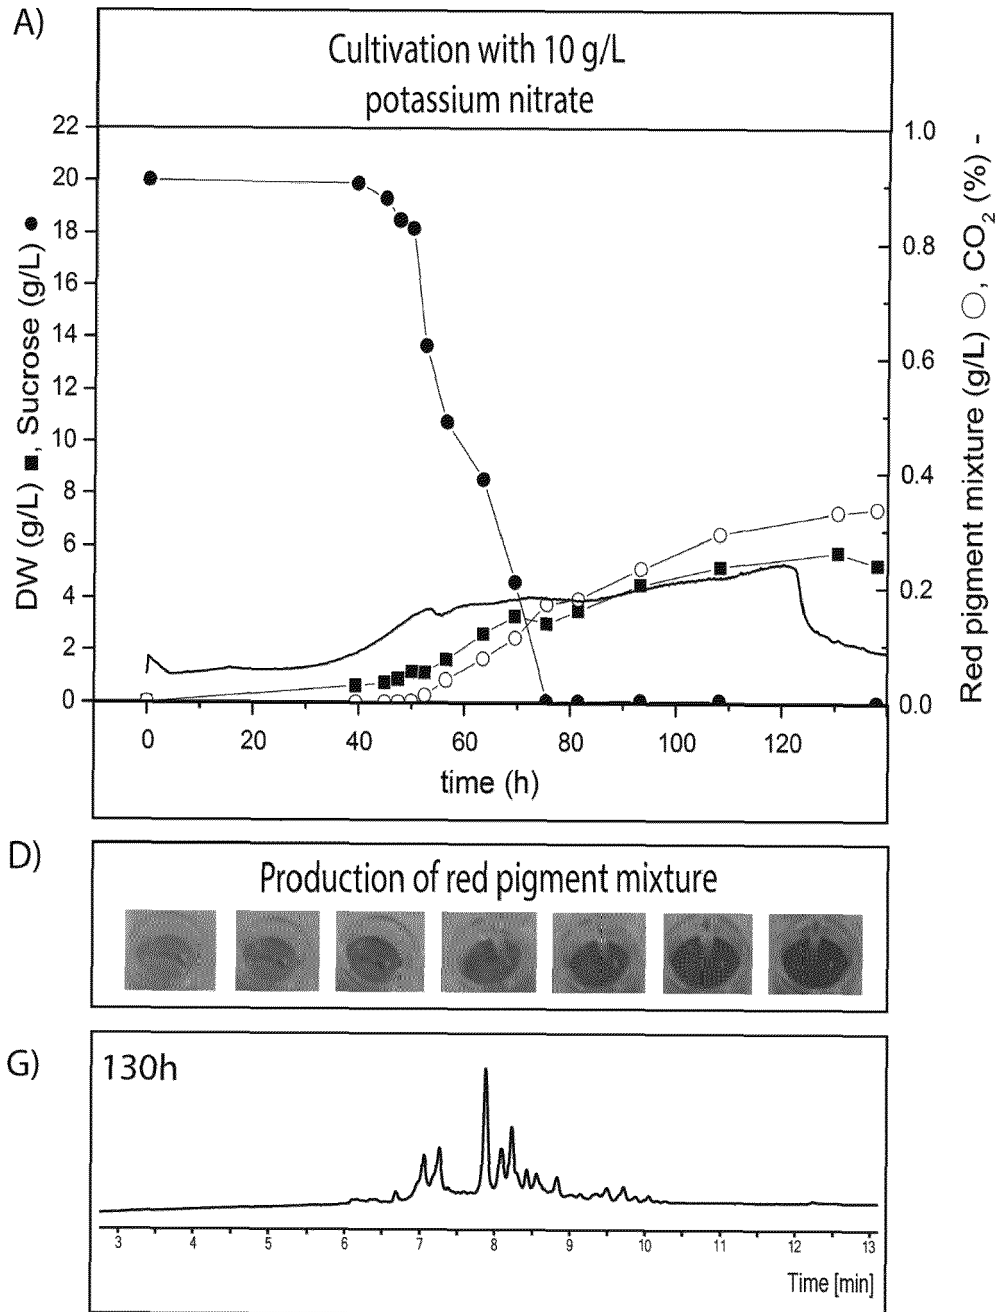 A)
Cultivation with 10 g/L
potassium nitrate
22
20
18
16
14
12
10
8
6
4
2
0
DW (g/L) ■, Sucrose (g/L) ●
1.0
0.8
0.6
0.4
0.2
0.0
Red pigment mixture (g/L) ○, CO₂ (%) -
0 20 40 60 80 100 120
time (h)
D)
Production of red pigment mixture
G)
130h
3 4 5 6 7 8 9 10 11 12 13
Time [min]